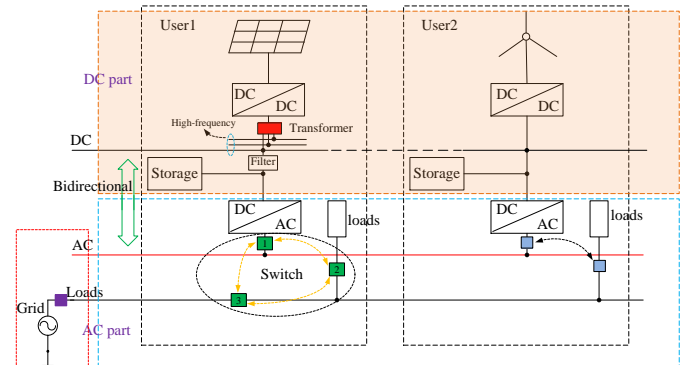 User1
User2
DC part
DC
DC
DC
DC
High-frequency
Transformer
DC
Filter
Storage
Storage
Bidirectional
DC
AC
loads
DC
AC
loads
AC
1
Switch
2
3
Loads
Grid
AC part